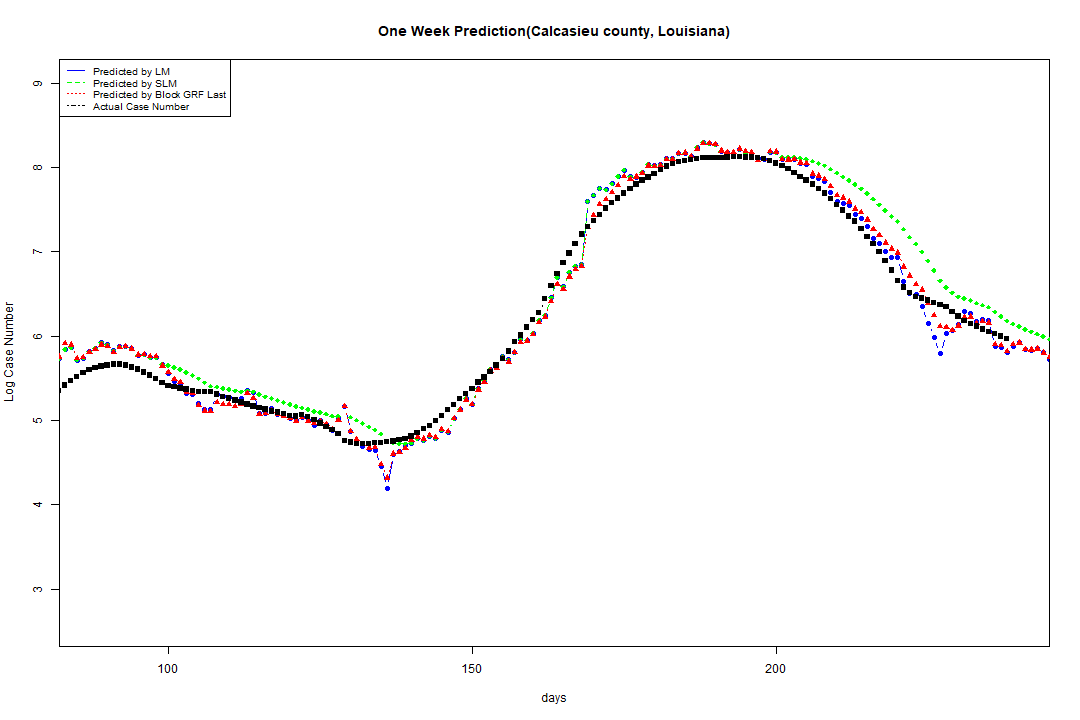 One Week Prediction(Calcasieu county, Louisiana)
Predicted by LM
Predicted by SLM
Predicted by Block GRF Last
Actual Case Number
9
8
7
6
5
4
3
Log Case Number
100
150
200
days